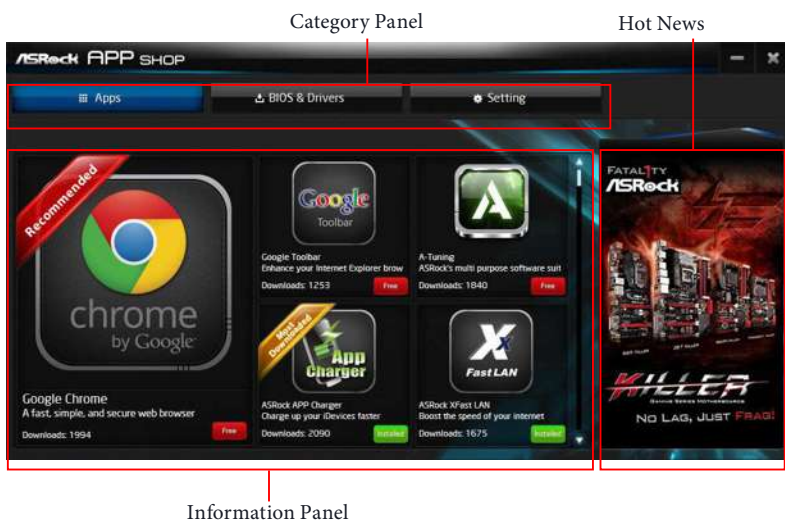 Category Panel
Hot News
ASRock APP SHOP
Apps
BIOS & Drivers
Setting
Recommended
chrome
by Google
Google Chrome
A fast, simple, and secure web browser
Downloads: 1994
Free
Google
Toolbar
Google Toolbar
Enhance your Internet Explorer brow
Downloads: 1253
Free
A-Tuning
ASRock's multi purpose software suit
Downloads: 1840
Free
Most Downloaded
App
Charger
ASRock APP Charger
Charge up your iDevices faster
Downloads: 2090
Installed
X
Fast LAN
ASRock XFast LAN
Boost the speed of your internet
Downloads: 1675
Installed
FATAL1TY
ASRock
KILLER
NO LAG, JUST FRAG!
Information Panel